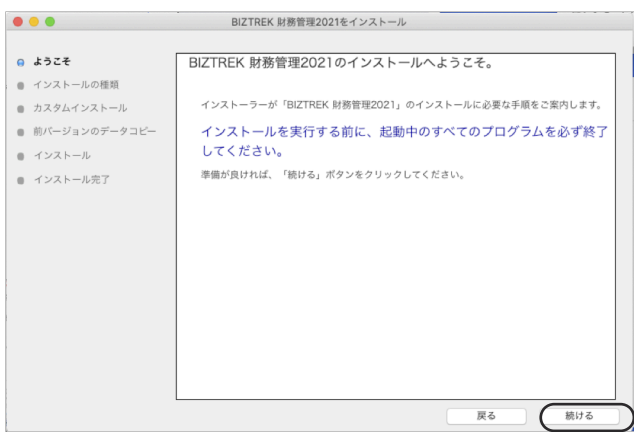 BIZTREK 財務管理2021をインストール
ようこそ
インストールの種類
カスタムインストール
前バージョンのデータコピー
インストール
インストール完了
BIZTREK 財務管理2021のインストールへようこそ。
インストーラーが「BIZTREK 財務管理2021」のインストールに必要な手順をご案内します。
インストールを実行する前に、起動中のすべてのプログラムを必ず終了
してください。
準備が良ければ、「続ける」ボタンをクリックしてください。
戻る
続ける